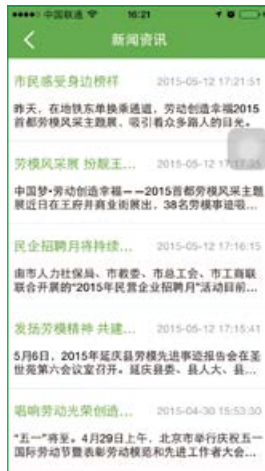 中国联通 16:21
新闻资讯
市民感受身边榜样 2015-05-12 17:21:51
昨天，在地铁东单换乘通道，劳动创造幸福2015
首都劳模风采主题展，吸引着众多路人的目光。
劳模风采展 扮靓王... 2015-05-12 17:17:35
中国梦·劳动创造幸福——2015首都劳模风采主题
展近日在王府井商业街展出，38名劳模事迹吸...
民企招聘月将持续... 2015-05-12 17:16:15
由市人力社保局、市教委、市总工会、市工商联
联合开展的“2015年民营企业招聘月”活动目前...
发扬劳模精神 共建... 2015-05-12 17:15:41
5月6日，2015年延庆县劳模先进事迹报告会在圣
世苑第六会议室召开。延庆县委、县人大、县...
唱响劳动光荣创造... 2015-04-30 15:53:30
“五一”将至。4月29日上午，北京市举行庆祝五一
国际劳动节暨表彰劳动模范和先进工作者大会...